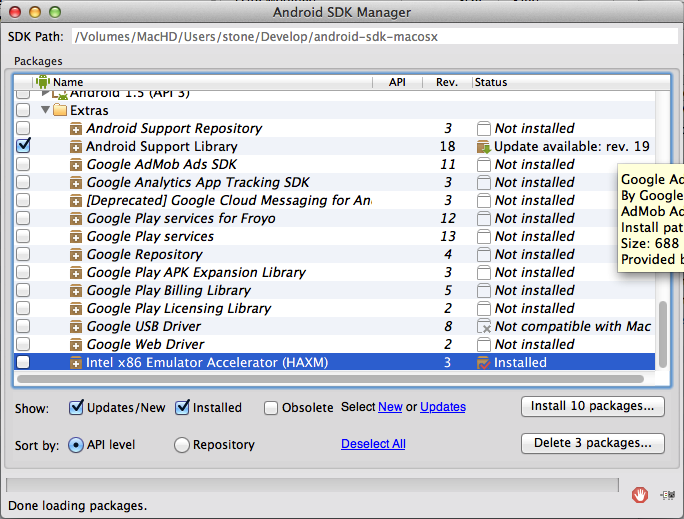 Android SDK Manager
SDK Path: /Volumes/MacHD/Users/stone/Develop/android-sdk-macosx
Packages
Name API Rev. Status
Android 1.5 (API 3)
Extras
Android Support Repository 3 Not installed
Android Support Library 18 Update available: rev. 19
Google AdMob Ads SDK 11 Not installed
Google Analytics App Tracking SDK 3 Not installed
[Deprecated] Google Cloud Messaging for An 3 Not installed
Google Play services for Froyo 12 Not installed
Google Play services 13 Not installed
Google Repository 4 Not installed
Google Play APK Expansion Library 3 Not installed
Google Play Billing Library 5 Not installed
Google Play Licensing Library 2 Not installed
Google USB Driver 8 Not compatible with Mac
Google Web Driver 2 Not installed
Intel x86 Emulator Accelerator (HAXM) 3 Installed
Google Ad
By Google
AdMob Ad
Install pat
Size: 688
Provided b
Show: Updates/New Installed Obsolete Select New or Updates Install 10 packages...
Sort by: API level Repository Deselect All Delete 3 packages...
Done loading packages.